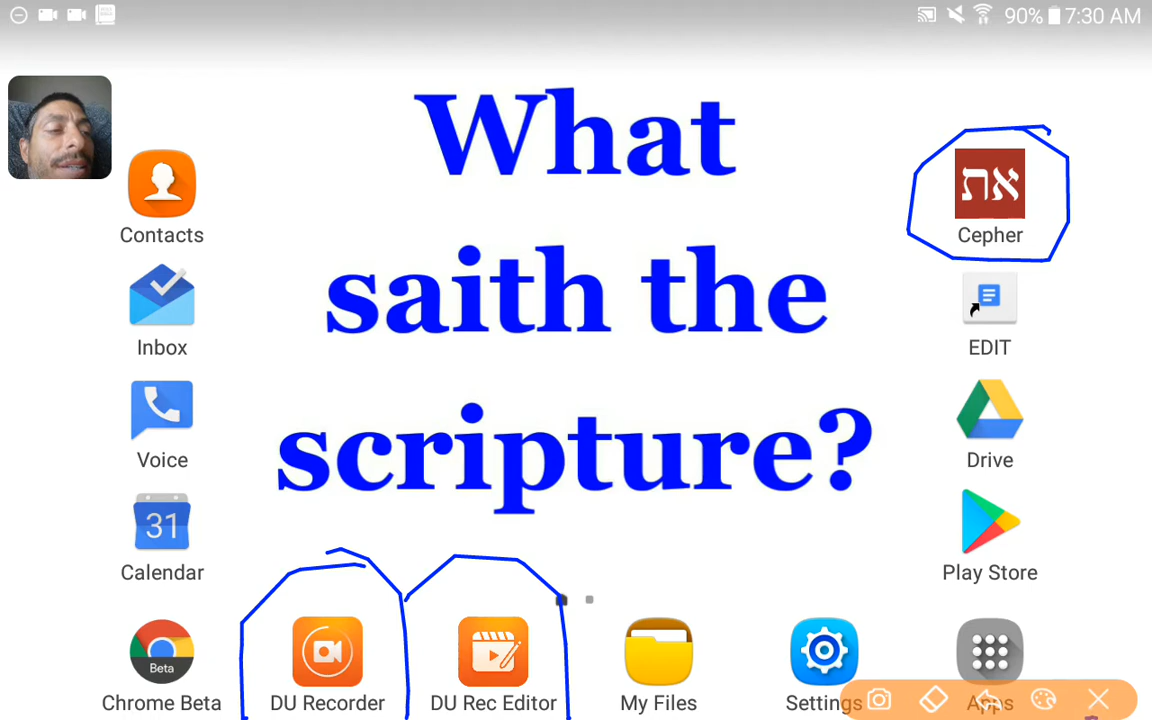 90% 7:30 AM
What
saith the
scripture?
Contacts
את
Cepher
Inbox
EDIT
Voice
Drive
31
Calendar
Play Store
Beta
Chrome Beta
DU Recorder
DU Rec Editor
My Files
Settings
Apps